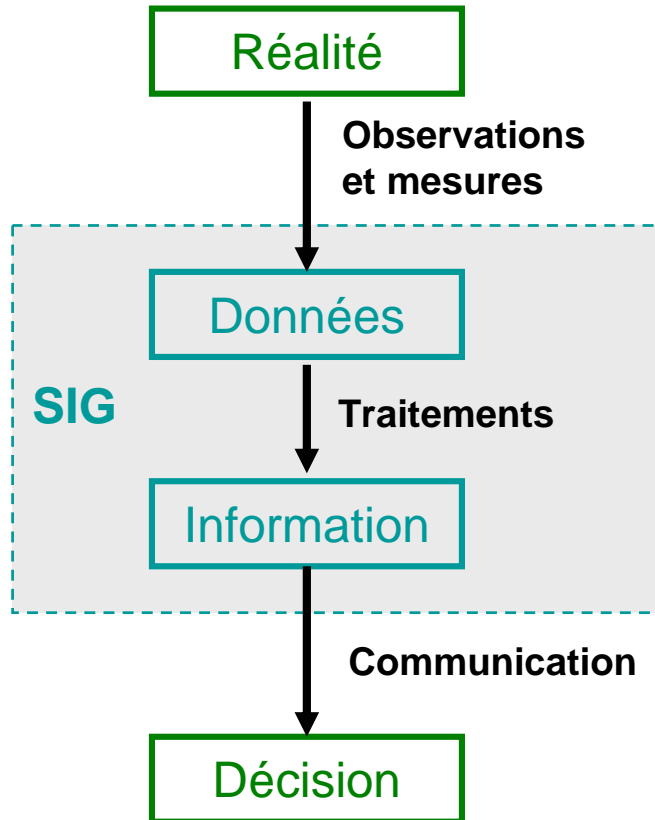 Réalité
Observations
et mesures
Données
SIG
Traitements
Information
Communication
Décision